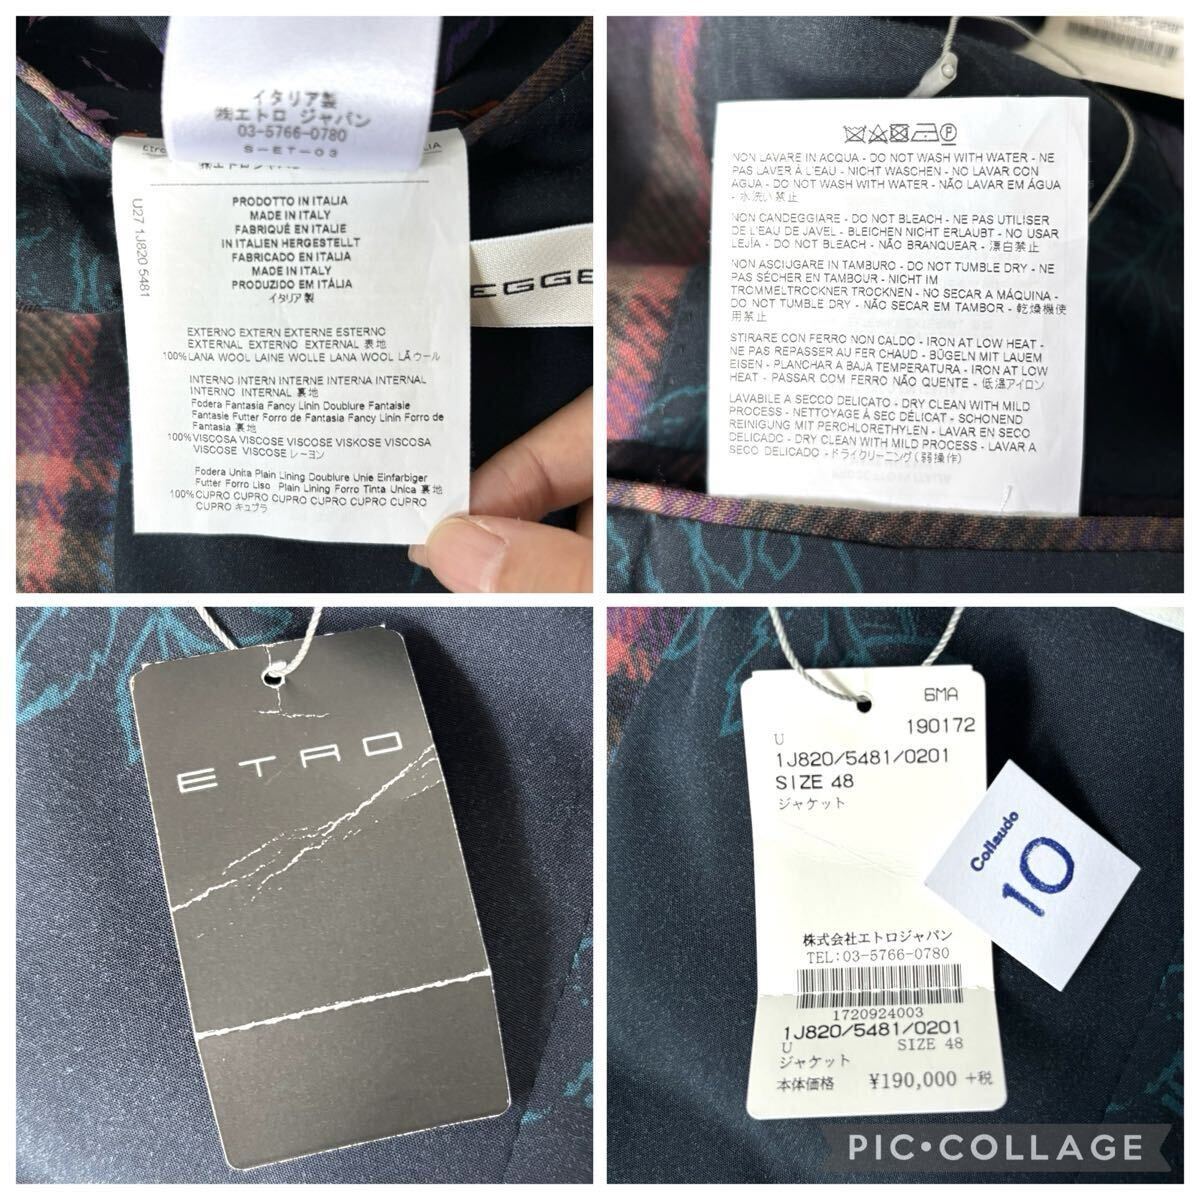 イタリア製
㈱エトロ ジャパン
03-5766-0780
S-ET-03
㈱エトロジャパン
PRODOTTO IN ITALIA
MADE IN ITALY
FABRIQUÉ EN ITALIE
IN ITALIEN HERGESTELLT
FABRICADO EN ITALIA
MADE IN ITALY
PRODUZIDO EM ITÁLIA
イタリア製
U27 1J820 5481
EXTERNO EXTERN EXTERNE ESTERNO
EXTERNAL EXTERNO EXTERNAL 表地
100% LANA WOOL LAINE WOLLE LANA WOOL LÃ ウール
INTERNO INTERN INTERNE INTERNA INTERNAL
INTERNO INTERNAL 裏地
Fodera Fantasia Fancy Linin Doublure Fantaisie
Fantasie Futter Forro de Fantasia Fancy Linin Forro de
Fantasia 裏地
100% VISCOSA VISCOSE VISCOSE VISKOSE VISCOSA
VISCOSE VISCOSE レーヨン
Fodera Unita Plain Lining Doublure Unie Einfarbiger
Futter Forro Liso Plain Lining Forro Tinta Unica 裏地
100% CUPRO CUPRO CUPRO CUPRO CUPRO CUPRO
CUPRO キュプラ
EGGE
NON LAVARE IN ACQUA - DO NOT WASH WITH WATER - NE
PAS LAVER À L'EAU - NICHT WASCHEN - NO LAVAR CON
AGUA - DO NOT WASH WITH WATER - NÃO LAVAR EM ÁGUA
- 水洗い禁止
NON CANDEGGIARE - DO NOT BLEACH - NE PAS UTILISER
DE L'EAU DE JAVEL - BLEICHEN NICHT ERLAUBT - NO USAR
LEJÍA - DO NOT BLEACH - NÃO BRANQUEAR - 漂白禁止
NON ASCIUGARE IN TAMBURO - DO NOT TUMBLE DRY - NE
PAS SÉCHER EN TAMBOUR - NICHT IM
TROMMELTROCKNER TROCKNEN - NO SECAR A MÁQUINA -
DO NOT TUMBLE DRY - NÃO SECAR EM TAMBOR - 乾燥機使
用禁止
STIRARE CON FERRO NON CALDO - IRON AT LOW HEAT -
NE PAS REPASSER AU FER CHAUD - BÜGELN MIT LAUEM
EISEN - PLANCHAR A BAJA TEMPERATURA - IRON AT LOW
HEAT - PASSAR COM FERRO NÃO QUENTE - 低温アイロン
LAVABILE A SECCO DELICATO - DRY CLEAN WITH MILD
PROCESS - NETTOYAGE À SEC DÉLICAT - SCHONEND
REINIGUNG MIT PERCHLORETHYLEN - LAVAR EN SECO
DELICADO - DRY CLEAN WITH MILD PROCESS - LAVAR A
SECO DELICADO - ドライクリーニング(弱操作)
ETRO
6MA
190172
U
1J820/5481/0201
SIZE 48
ジャケット
Collaudo
10
株式会社エトロジャパン
TEL:03-5766-0780
1720924003
1J820/5481/0201
U SIZE 48
ジャケット
本体価格 ¥190,000 +税
PIC•COLLAGE